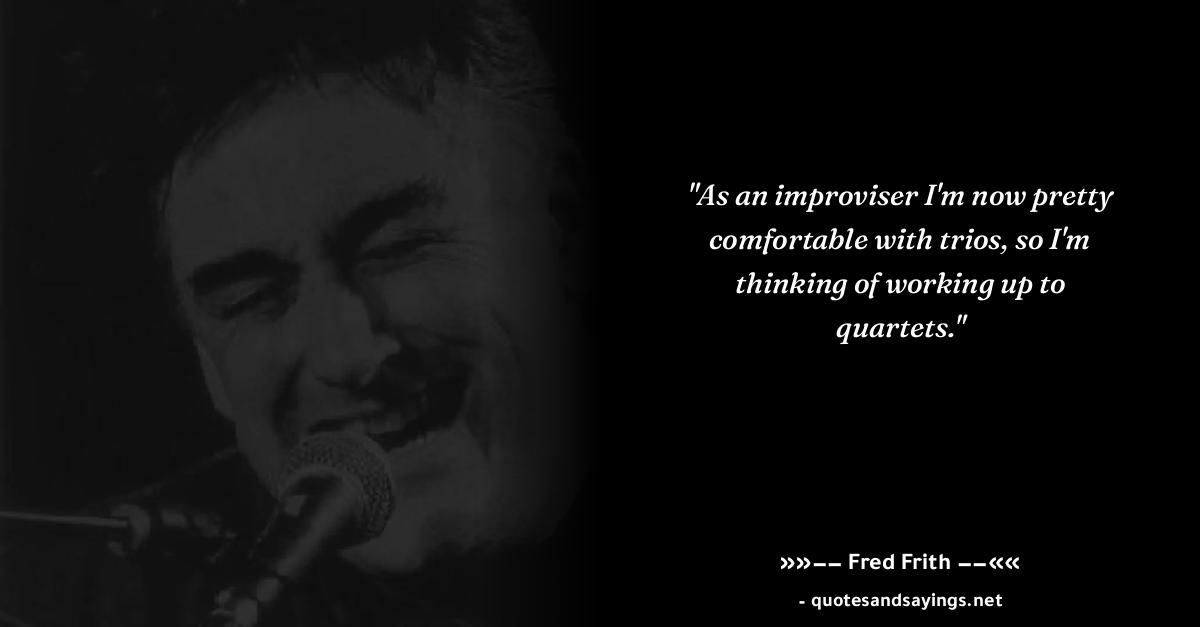 "As an improviser I'm now pretty
comfortable with trios, so I'm
thinking of working up to
quartets."
»»–– Fred Frith ––««
- quotesandsayings.net